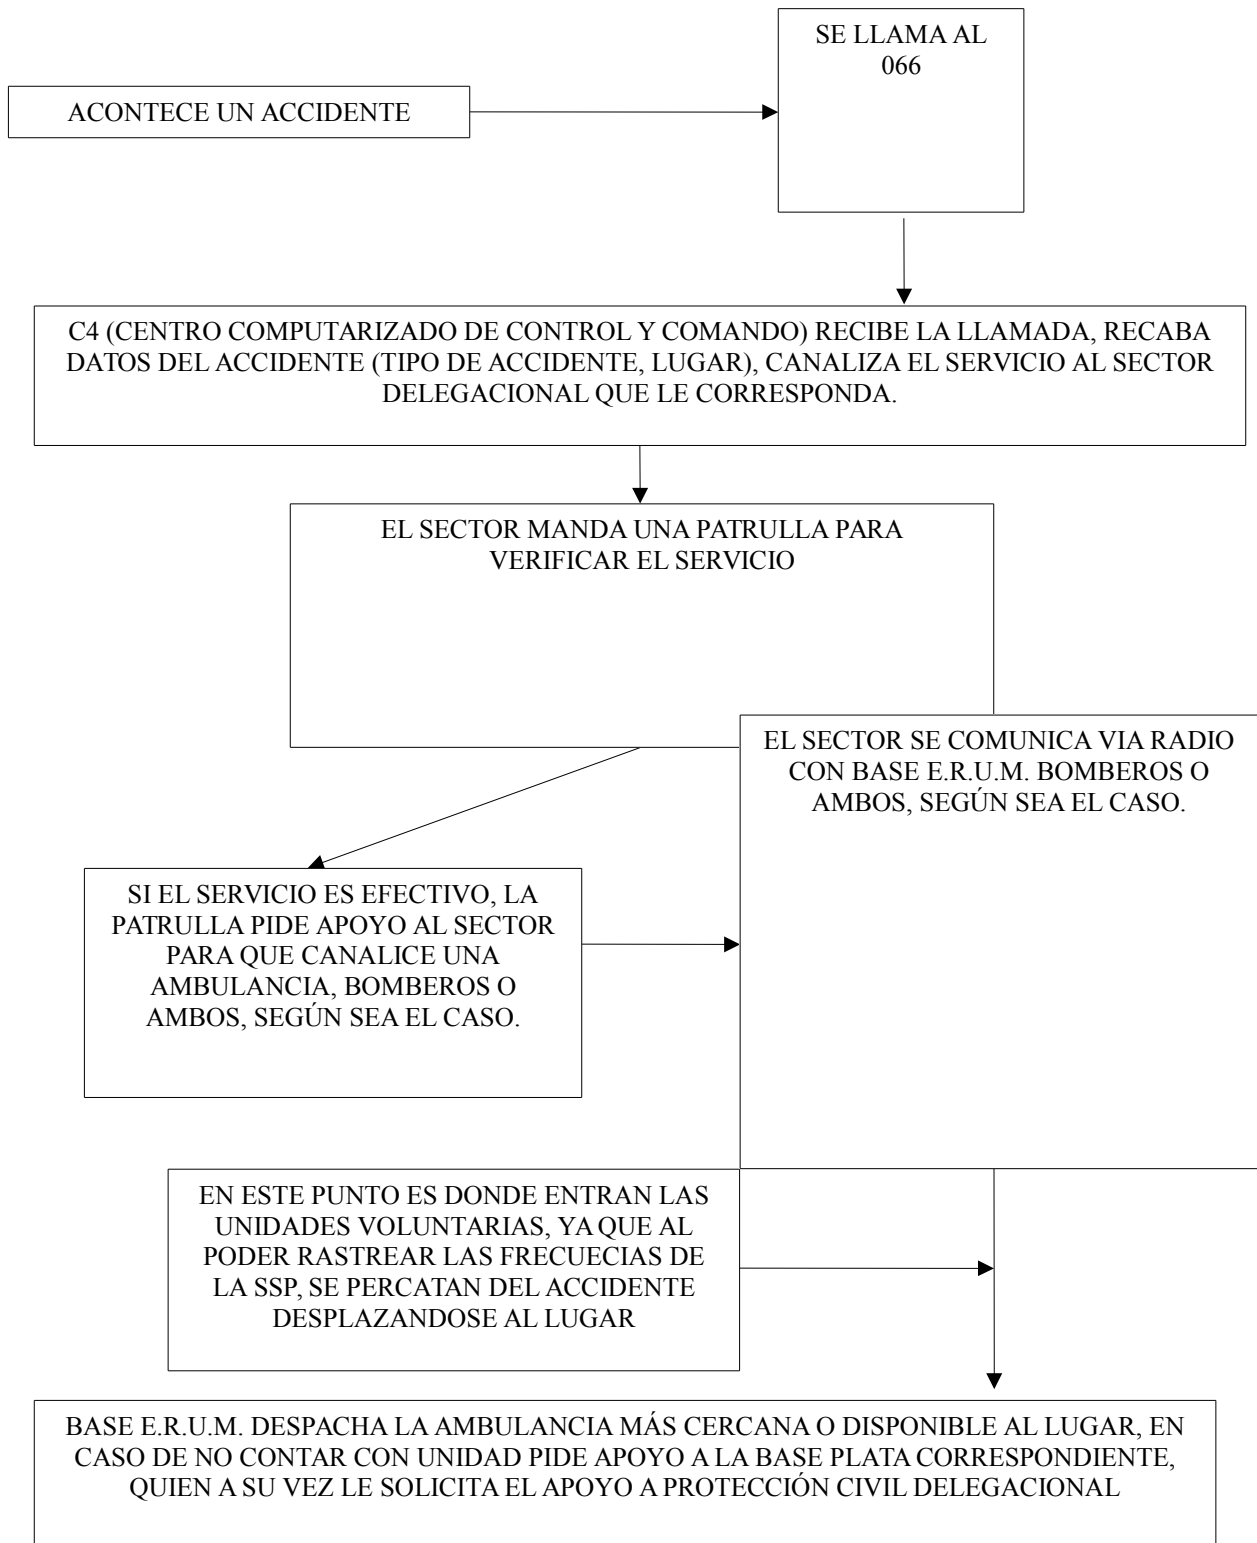 SE LLAMA AL
066
ACONTECE UN ACCIDENTE
C4 (CENTRO COMPUTARIZADO DE CONTROL Y COMANDO) RECIBE LA LLAMADA, RECABA
DATOS DEL ACCIDENTE (TIPO DE ACCIDENTE, LUGAR), CANALIZA EL SERVICIO AL SECTOR
DELEGACIONAL QUE LE CORRESPONDA.
EL SECTOR MANDA UNA PATRULLA PARA
VERIFICAR EL SERVICIO
EL SECTOR SE COMUNICA VIA RADIO
CON BASE E.R.U.M. BOMBEROS O
AMBOS, SEGÚN SEA EL CASO.
SI EL SERVICIO ES EFECTIVO, LA
PATRULLA PIDE APOYO AL SECTOR
PARA QUE CANALICE UNA
AMBULANCIA, BOMBEROS O
AMBOS, SEGÚN SEA EL CASO.
EN ESTE PUNTO ES DONDE ENTRAN LAS
UNIDADES VOLUNTARIAS, YA QUE AL
PODER RASTREAR LAS FRECUECIAS DE
LA SSP, SE PERCATAN DEL ACCIDENTE
DESPLAZANDOSE AL LUGAR
BASE E.R.U.M. DESPACHA LA AMBULANCIA MÁS CERCANA O DISPONIBLE AL LUGAR, EN
CASO DE NO CONTAR CON UNIDAD PIDE APOYO A LA BASE PLATA CORRESPONDIENTE,
QUIEN A SU VEZ LE SOLICITA EL APOYO A PROTECCIÓN CIVIL DELEGACIONAL